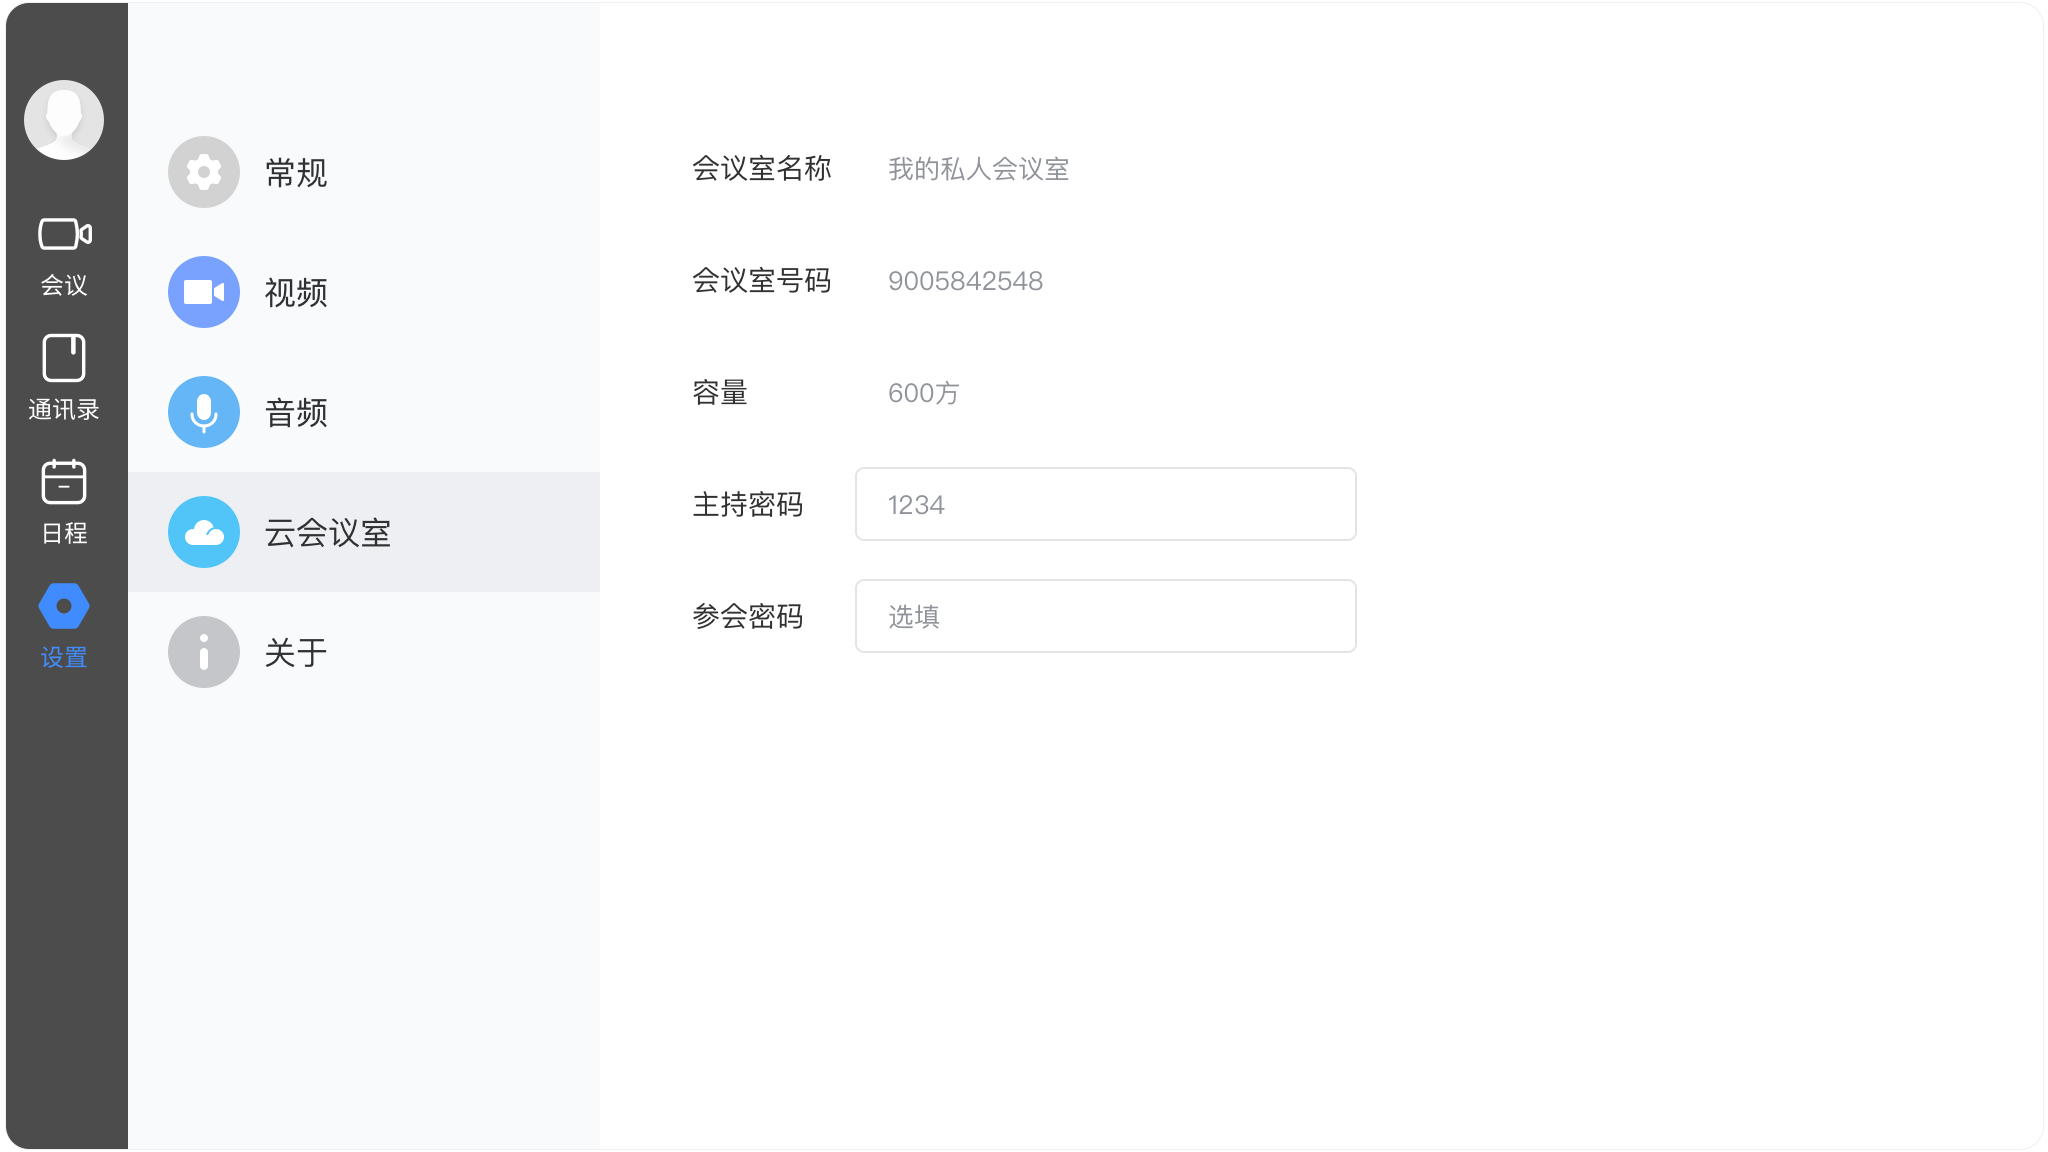 会议
通讯录
日程
设置
常规
视频
音频
云会议室
关于
会议室名称 我的私人会议室
会议室号码 9005842548
容量 600方
主持密码 1234
参会密码 选填